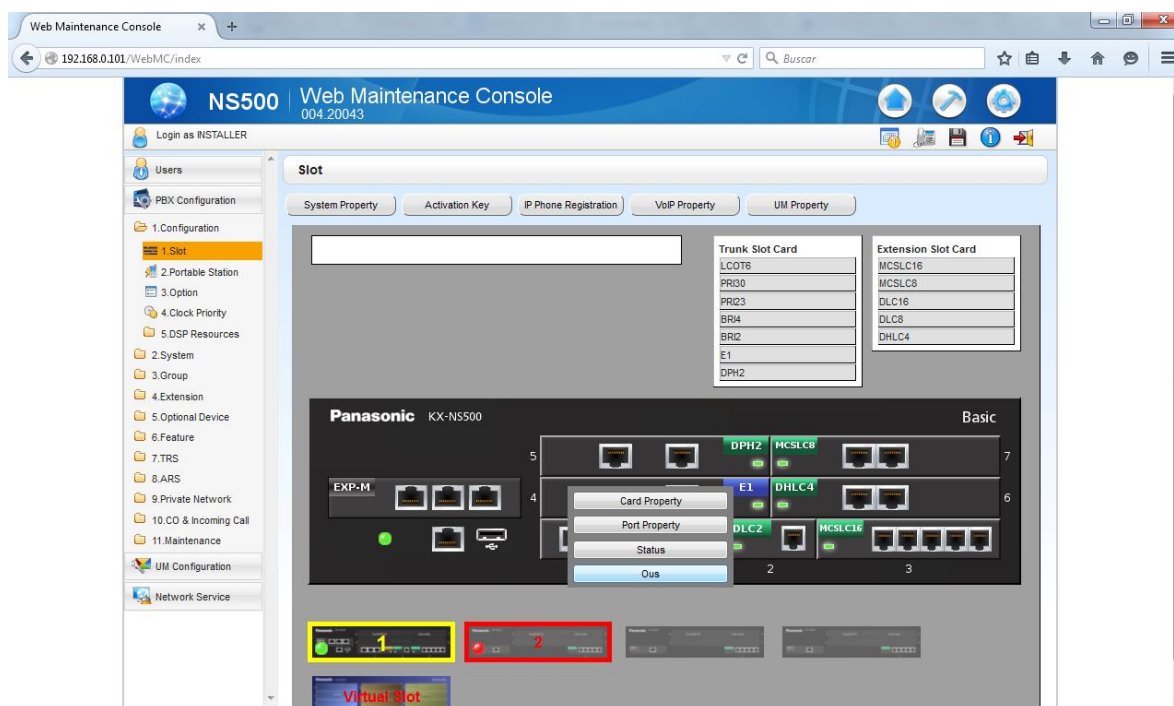 Web Maintenance Console
192.168.0.101/WebMC/index
Buscar
NS500
Web Maintenance Console
004.20043
Login as INSTALLER
Users
PBX Configuration
1.Configuration
1.Slot
2.Portable Station
3.Option
4.Clock Priority
5.DSP Resources
2.System
3.Group
4.Extension
5.Optional Device
6.Feature
7.TRS
8.ARS
9.Private Network
10.CO & Incoming Call
11.Maintenance
UM Configuration
Network Service
Slot
System Property
Activation Key
IP Phone Registration
VoIP Property
UM Property
Trunk Slot Card
LCOT6
PRI30
PRI23
BRI4
BRI2
E1
DPH2
Extension Slot Card
MCSLC16
MCSLC8
DLC16
DLC8
DHLC4
Panasonic KX-NS500
Basic
5
DPH2
MCSLC8
7
EXP-M
4
E1
DHLC4
6
DLC2
MCSLC16
2
3
Card Property
Port Property
Status
Ous
1
2
Virtual Slot